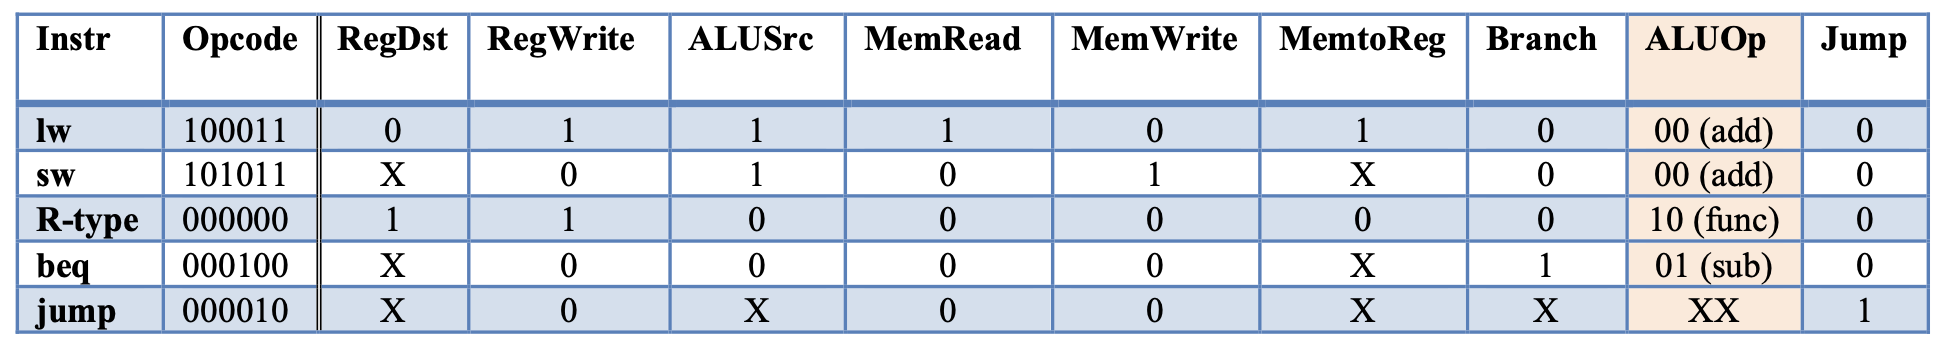 Instr Opcode RegDst RegWrite ALUSrc MemRead MemWrite MemtoReg Branch ALUOp Jump
lw 100011 0 1 1 1 0 1 0 00 (add) 0
sw 101011 X 0 1 0 1 X 0 00 (add) 0
R-type 000000 1 1 0 0 0 0 0 10 (func) 0
beq 000100 X 0 0 0 0 X 1 01 (sub) 0
jump 000010 X 0 X 0 0 X X XX 1